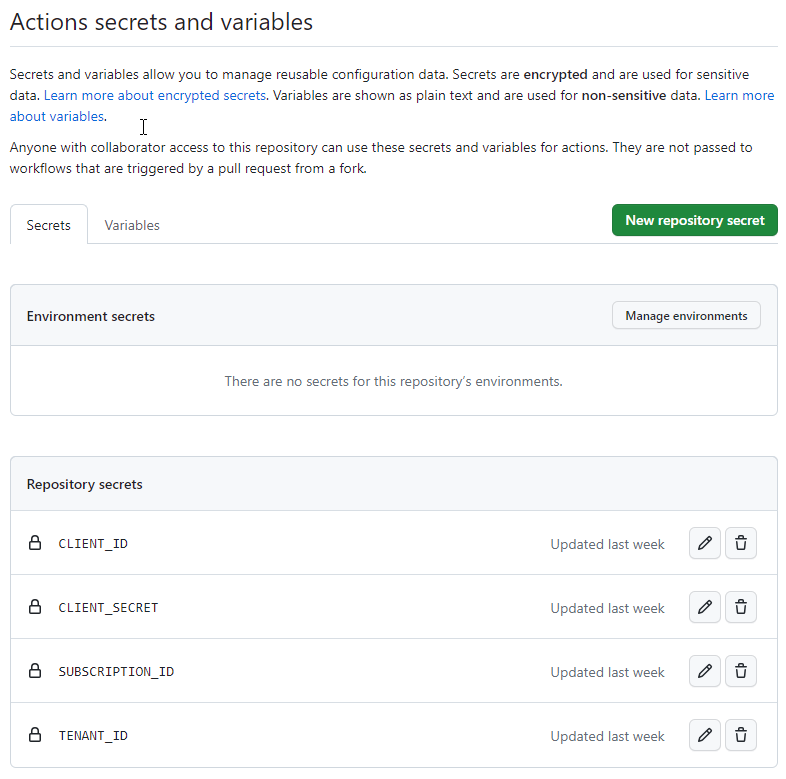 Actions secrets and variables
Secrets and variables allow you to manage reusable configuration data. Secrets are encrypted and are used for sensitive
data. Learn more about encrypted secrets. Variables are shown as plain text and are used for non-sensitive data. Learn more
about variables.
Anyone with collaborator access to this repository can use these secrets and variables for actions. They are not passed to
workflows that are triggered by a pull request from a fork.
Secrets Variables New repository secret
Environment secrets Manage environments
There are no secrets for this repository's environments.
Repository secrets
CLIENT_ID Updated last week
CLIENT_SECRET Updated last week
SUBSCRIPTION_ID Updated last week
TENANT_ID Updated last week